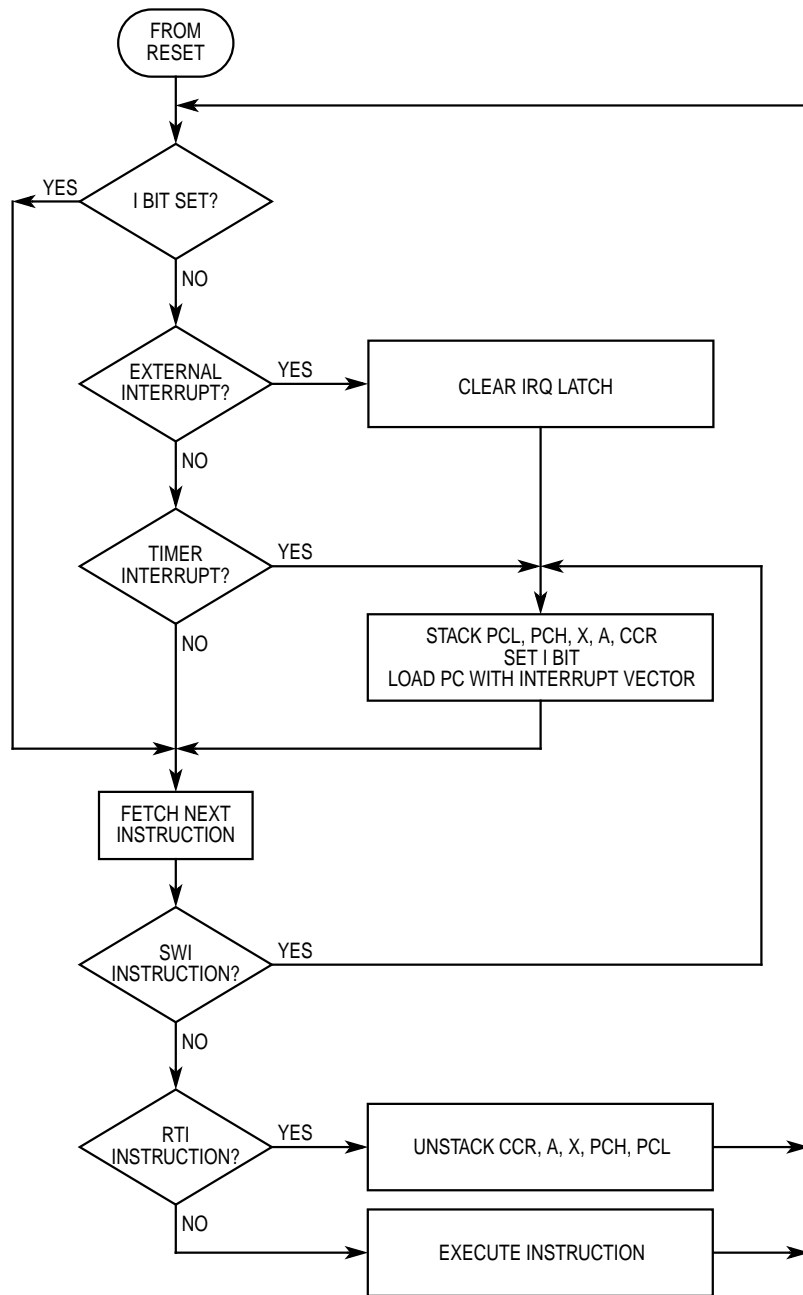 FROM
RESET
YES
I BIT SET?
NO
EXTERNAL
INTERRUPT?
YES
CLEAR IRQ LATCH
NO
TIMER
INTERRUPT?
YES
STACK PCL, PCH, X, A, CCR
SET I BIT
LOAD PC WITH INTERRUPT VECTOR
NO
FETCH NEXT
INSTRUCTION
SWI
INSTRUCTION?
YES
NO
RTI
INSTRUCTION?
YES
UNSTACK CCR, A, X, PCH, PCL
NO
EXECUTE INSTRUCTION